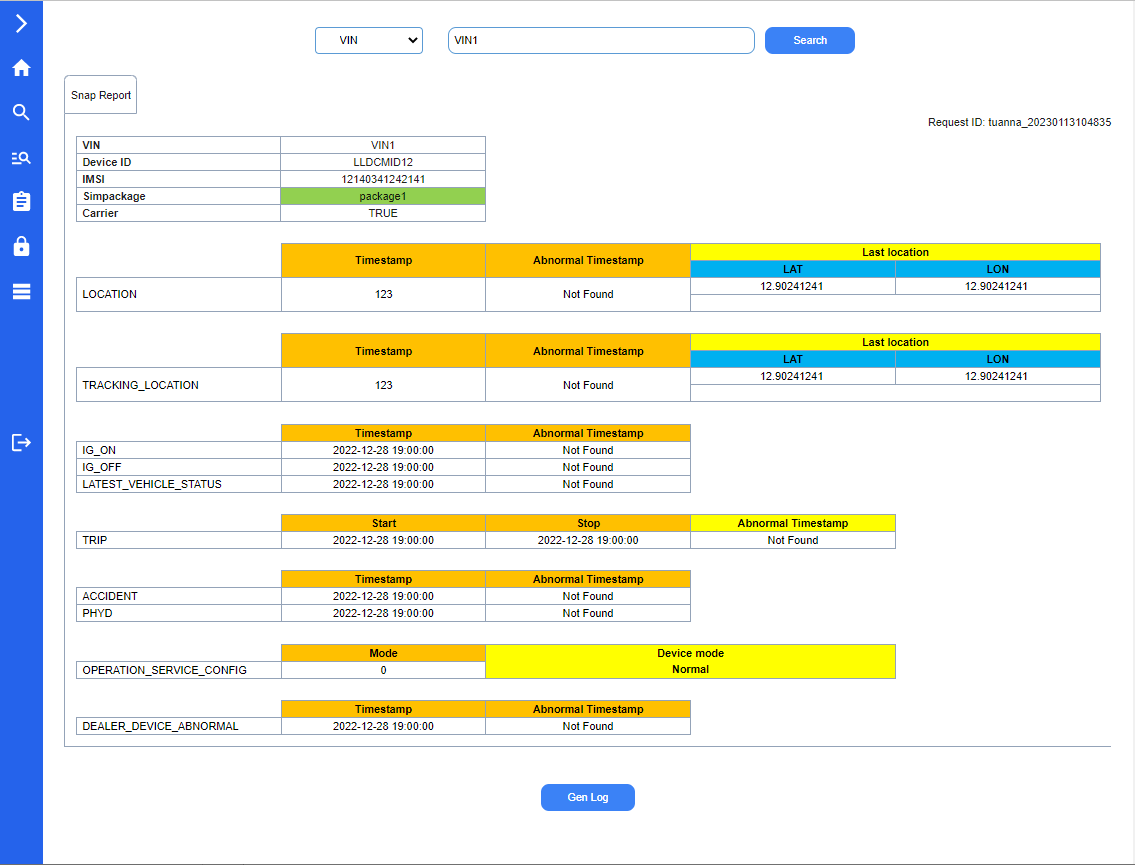 VIN VIN1 Search
Snap Report
Request ID: tuanna_20230113104835
VIN VIN1
Device ID LLDCMID12
IMSI 12140341242141
Simpackage package1
Carrier TRUE
Timestamp Abnormal Timestamp Last location
LAT LON
LOCATION 123 Not Found 12.90241241 12.90241241
Timestamp Abnormal Timestamp Last location
LAT LON
TRACKING_LOCATION 123 Not Found 12.90241241 12.90241241
Timestamp Abnormal Timestamp
IG_ON 2022-12-28 19:00:00 Not Found
IG_OFF 2022-12-28 19:00:00 Not Found
LATEST_VEHICLE_STATUS 2022-12-28 19:00:00 Not Found
Start Stop Abnormal Timestamp
TRIP 2022-12-28 19:00:00 2022-12-28 19:00:00 Not Found
Timestamp Abnormal Timestamp
ACCIDENT 2022-12-28 19:00:00 Not Found
PHYD 2022-12-28 19:00:00 Not Found
Mode Device mode
OPERATION_SERVICE_CONFIG 0 Normal
Timestamp Abnormal Timestamp
DEALER_DEVICE_ABNORMAL 2022-12-28 19:00:00 Not Found
Gen Log